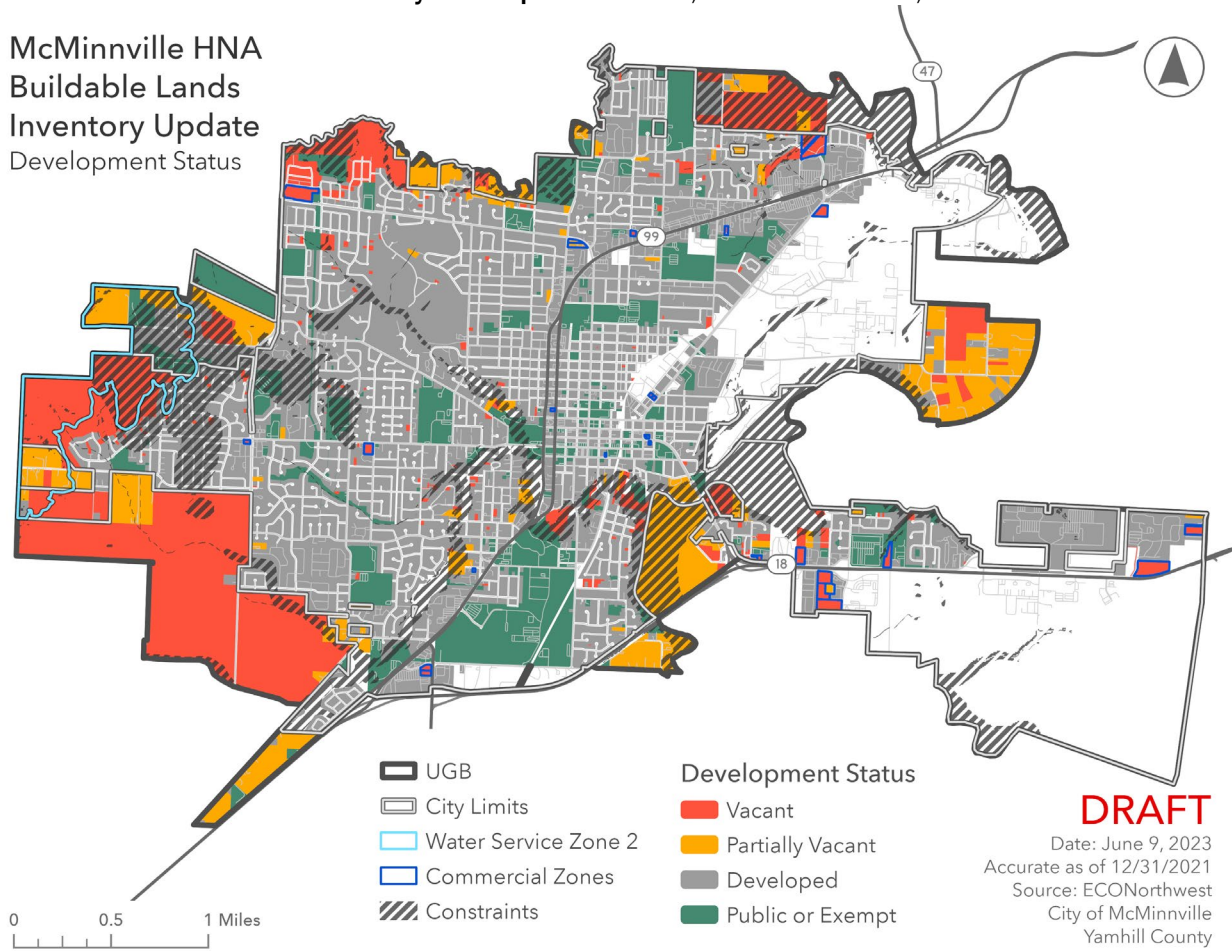 McMinnville HNA
Buildable Lands
Inventory Update
Development Status
47
99
18
UGB
City Limits
Water Service Zone 2
Commercial Zones
Constraints
Development Status
Vacant
Partially Vacant
Developed
Public or Exempt
DRAFT
Date: June 9, 2023
Accurate as of 12/31/2021
Source: ECONorthwest
City of McMinnville
Yamhill County
0 0.5 1 Miles